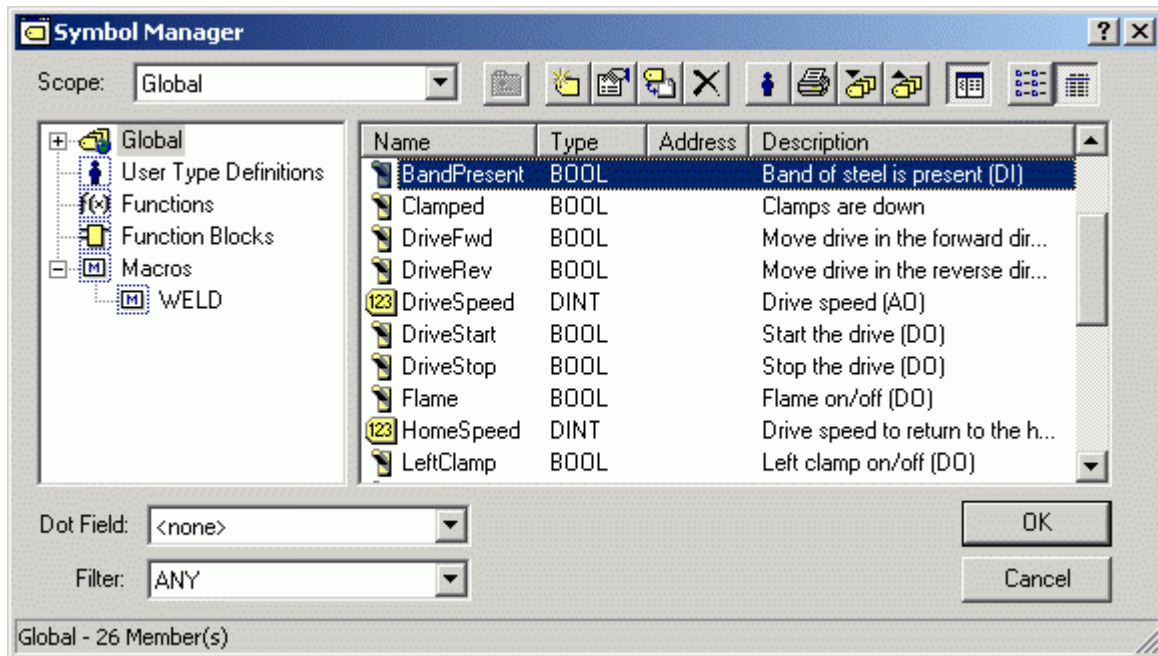 Symbol Manager
Scope: Global
Global
User Type Definitions
f(x) Functions
Function Blocks
M Macros
M WELD
Name Type Address Description
BandPresent BOOL Band of steel is present (DI)
Clamped BOOL Clamps are down
DriveFwd BOOL Move drive in the forward dir...
DriveRev BOOL Move drive in the reverse dir...
123 DriveSpeed DINT Drive speed (AO)
DriveStart BOOL Start the drive (DO)
DriveStop BOOL Stop the drive (DO)
Flame BOOL Flame on/off (DO)
123 HomeSpeed DINT Drive speed to return to the h...
LeftClamp BOOL Left clamp on/off (DO)
Dot Field: <none>
OK
Filter: ANY
Cancel
Global - 26 Member(s)